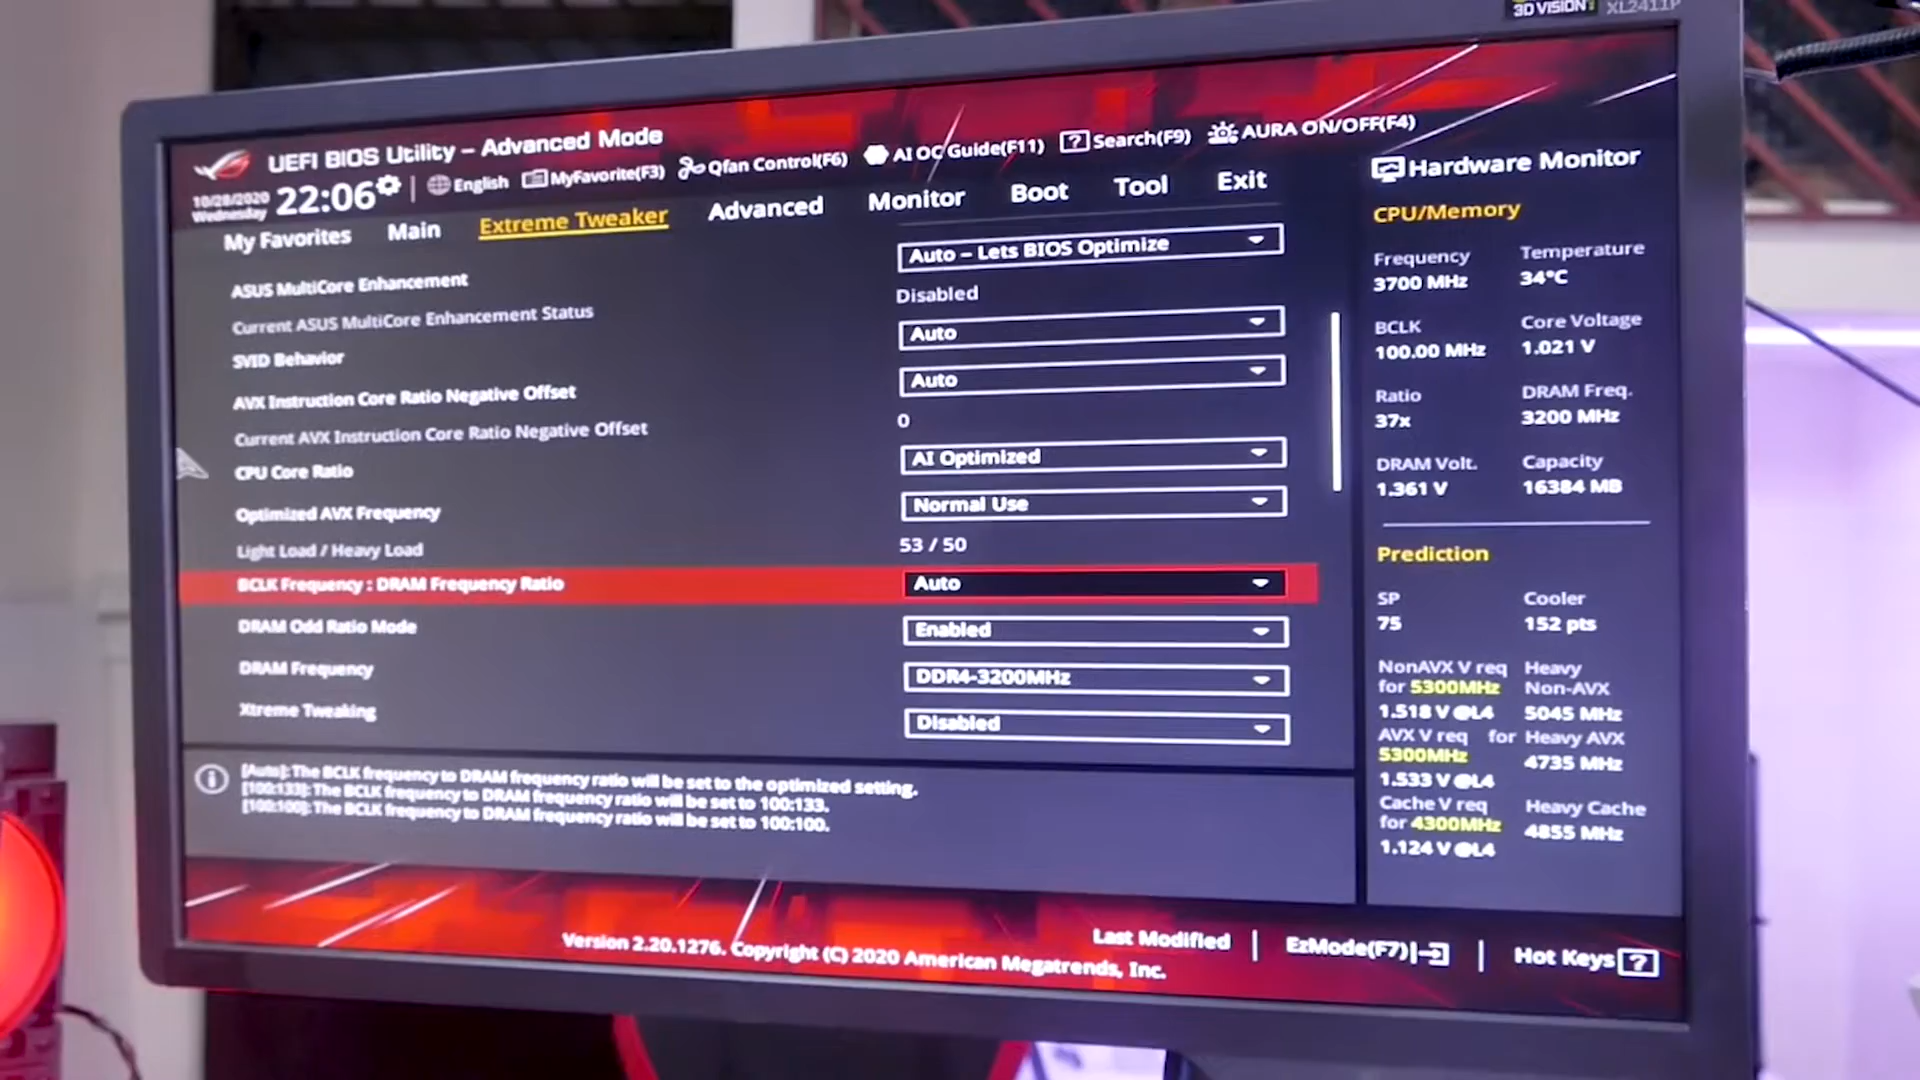 3D VISION XL2411P
UEFI BIOS Utility – Advanced Mode
10/28/2020
Wednesday
22:06
English
MyFavorite(F3)
Qfan Control(F6)
AI OC Guide(F11)
Search(F9)
AURA ON/OFF(F4)
My Favorites
Main
Extreme Tweaker
Advanced
Monitor
Boot
Tool
Exit
ASUS MultiCore Enhancement
Auto – Lets BIOS Optimize
Current ASUS MultiCore Enhancement Status
Disabled
SVID Behavior
Auto
AVX Instruction Core Ratio Negative Offset
Auto
Current AVX Instruction Core Ratio Negative Offset
0
CPU Core Ratio
AI Optimized
Optimized AVX Frequency
Normal Use
Light Load / Heavy Load
53 / 50
BCLK Frequency : DRAM Frequency Ratio
Auto
DRAM Odd Ratio Mode
Enabled
DRAM Frequency
DDR4-3200MHz
Xtreme Tweaking
Disabled
[Auto]: The BCLK frequency to DRAM frequency ratio will be set to the optimized setting.
[100:133]: The BCLK frequency to DRAM frequency ratio will be set to 100:133.
[100:100]: The BCLK frequency to DRAM frequency ratio will be set to 100:100.
Hardware Monitor
CPU/Memory
Frequency Temperature
3700 MHz 34°C
BCLK Core Voltage
100.00 MHz 1.021 V
Ratio DRAM Freq.
37x 3200 MHz
DRAM Volt. Capacity
1.361 V 16384 MB
Prediction
SP Cooler
75 152 pts
NonAVX V req Heavy
for 5300MHz Non-AVX
1.518 V @L4 5045 MHz
AVX V req for Heavy AVX
5300MHz 4735 MHz
1.533 V @L4
Cache V req Heavy Cache
for 4300MHz 4855 MHz
1.124 V @L4
Version 2.20.1276. Copyright (C) 2020 American Megatrends, Inc.
Last Modified
EzMode(F7)
Hot Keys ?